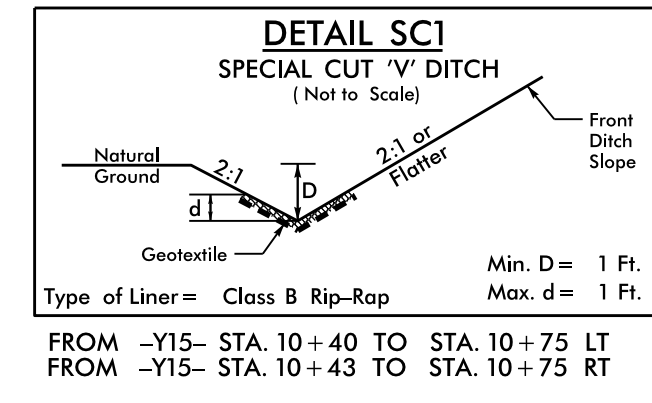 DETAIL SC1
SPECIAL CUT 'V' DITCH
( Not to Scale)
Natural
Ground
2:1
D
d
2:1 or
Flatter
Front
Ditch
Slope
Geotextile
Min. D = 1 Ft.
Type of Liner = Class B Rip-Rap
Max. d = 1 Ft.
FROM -Y15- STA. 10+40 TO STA. 10+75 LT
FROM -Y15- STA. 10+43 TO STA. 10+75 RT